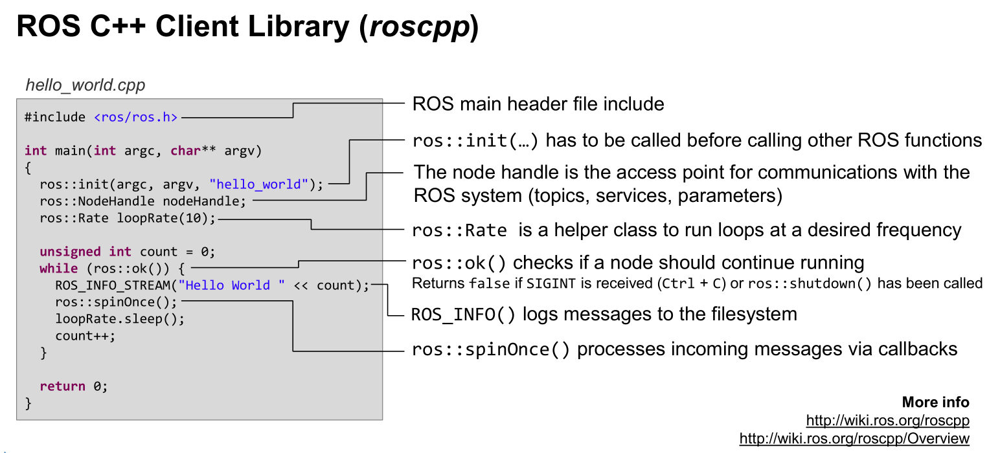 ROS C++ Client Library (roscpp)
hello_world.cpp
#include <ros/ros.h>
int main(int argc, char** argv)
{
ros::init(argc, argv, "hello_world");
ros::NodeHandle nodeHandle;
ros::Rate loopRate(10);
unsigned int count = 0;
while (ros::ok()) {
ROS_INFO_STREAM("Hello World " << count);
ros::spinOnce();
loopRate.sleep();
count++;
}
return 0;
}
ROS main header file include
ros::init(…) has to be called before calling other ROS functions
The node handle is the access point for communications with the
ROS system (topics, services, parameters)
ros::Rate is a helper class to run loops at a desired frequency
ros::ok() checks if a node should continue running
Returns false if SIGINT is received (Ctrl + C) or ros::shutdown() has been called
ROS_INFO() logs messages to the filesystem
ros::spinOnce() processes incoming messages via callbacks
More info
http://wiki.ros.org/roscpp
http://wiki.ros.org/roscpp/Overview